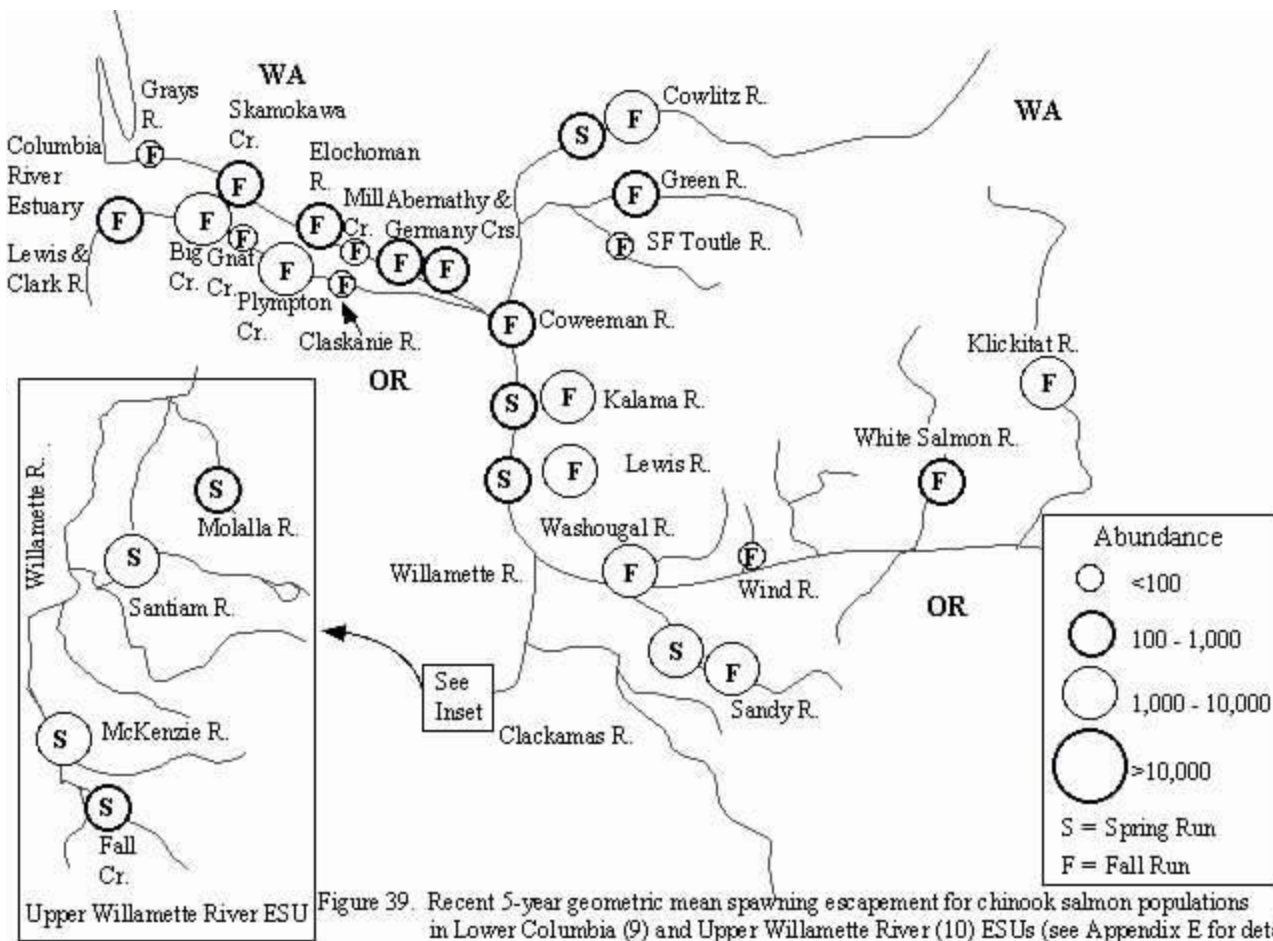 WA
Grays
R.
Skamokawa
Cr.
Columbia
River
Estuary
Elochoman
R.
Mill
Cr.
Abernathy &
Germany Crs.
Lewis &
Clark R.
Big
Cr.
Gnat
Cr.
Plympton
Cr.
Claskanie R.
OR
F
F
F
F
F
F
F
F
F
F
F
F
Cowlitz R.
WA
S
F
Green R.
F
SF Toutle R.
F
Coweeman R.
F
Kalama R.
S
F
Lewis R.
S
F
Klickitat R.
F
White Salmon R.
F
Washougal R.
F
Wind R.
F
OR
Willamette R.
S
F
Sandy R.
See
Inset
Clackamas R.
Willamette R.
S
Molalla R.
S
Santiam R.
S
McKenzie R.
S
Fall
Cr.
Upper Willamette River ESU
Abundance
<100
100 - 1,000
1,000 - 10,000
>10,000
S = Spring Run
F = Fall Run
Figure 39. Recent 5-year geometric mean spawning escapement for chinook salmon populations
in Lower Columbia (9) and Upper Willamette River (10) ESUs (see Appendix E for deta